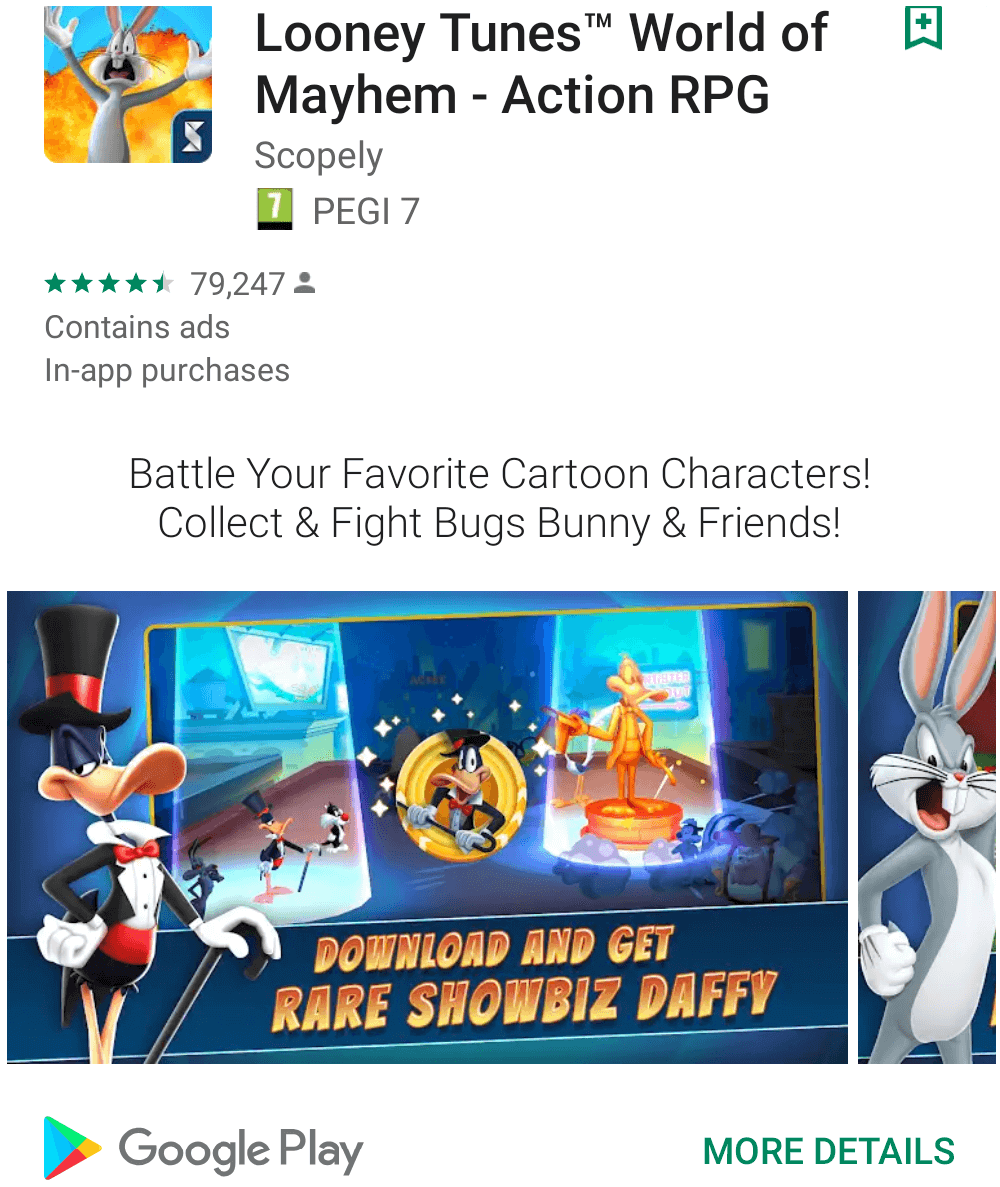 Looney Tunes™ World of
Mayhem - Action RPG
Scopely
7 PEGI 7
79,247
Contains ads
In-app purchases
Battle Your Favorite Cartoon Characters!
Collect & Fight Bugs Bunny & Friends!
DOWNLOAD AND GET
RARE SHOWBIZ DAFFY
Google Play
MORE DETAILS